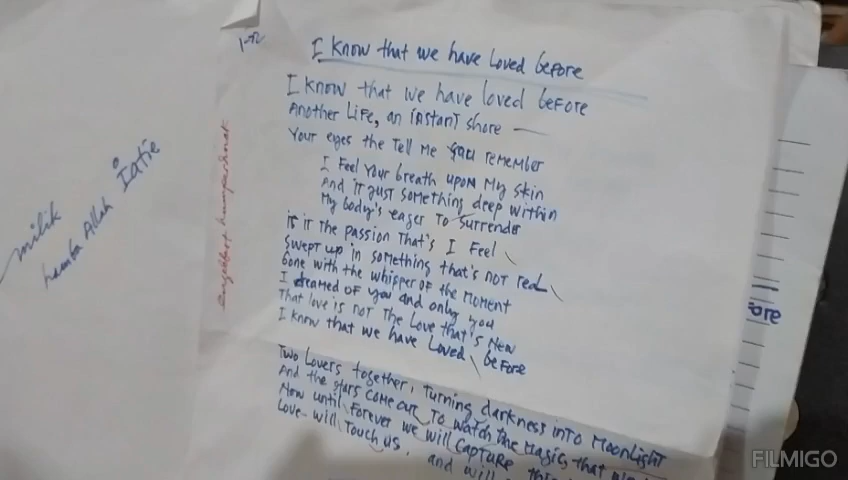 milik
hamba Allah Iatie
engelbert humperdinct
I know that we have Loved before
I know that we have loved before
Another Life, an instant shore
Your eyes the Tell Me you remember
I Feel Your breath upon My skin
And it just something deep within
My body's eager To surrender
is it the passion That's I Feel
Swept up in something that's not real
Gone with the whisper of the Moment
I dreamed of you and only you
That love is not The Love that's New
I know that we have Loved before
Two Lovers together, Turning darkness into Moonlight
And the stars come out To watch the Magic, that
Now until Forever we will Capture this
Love will Touch us, and will
FILMIGO